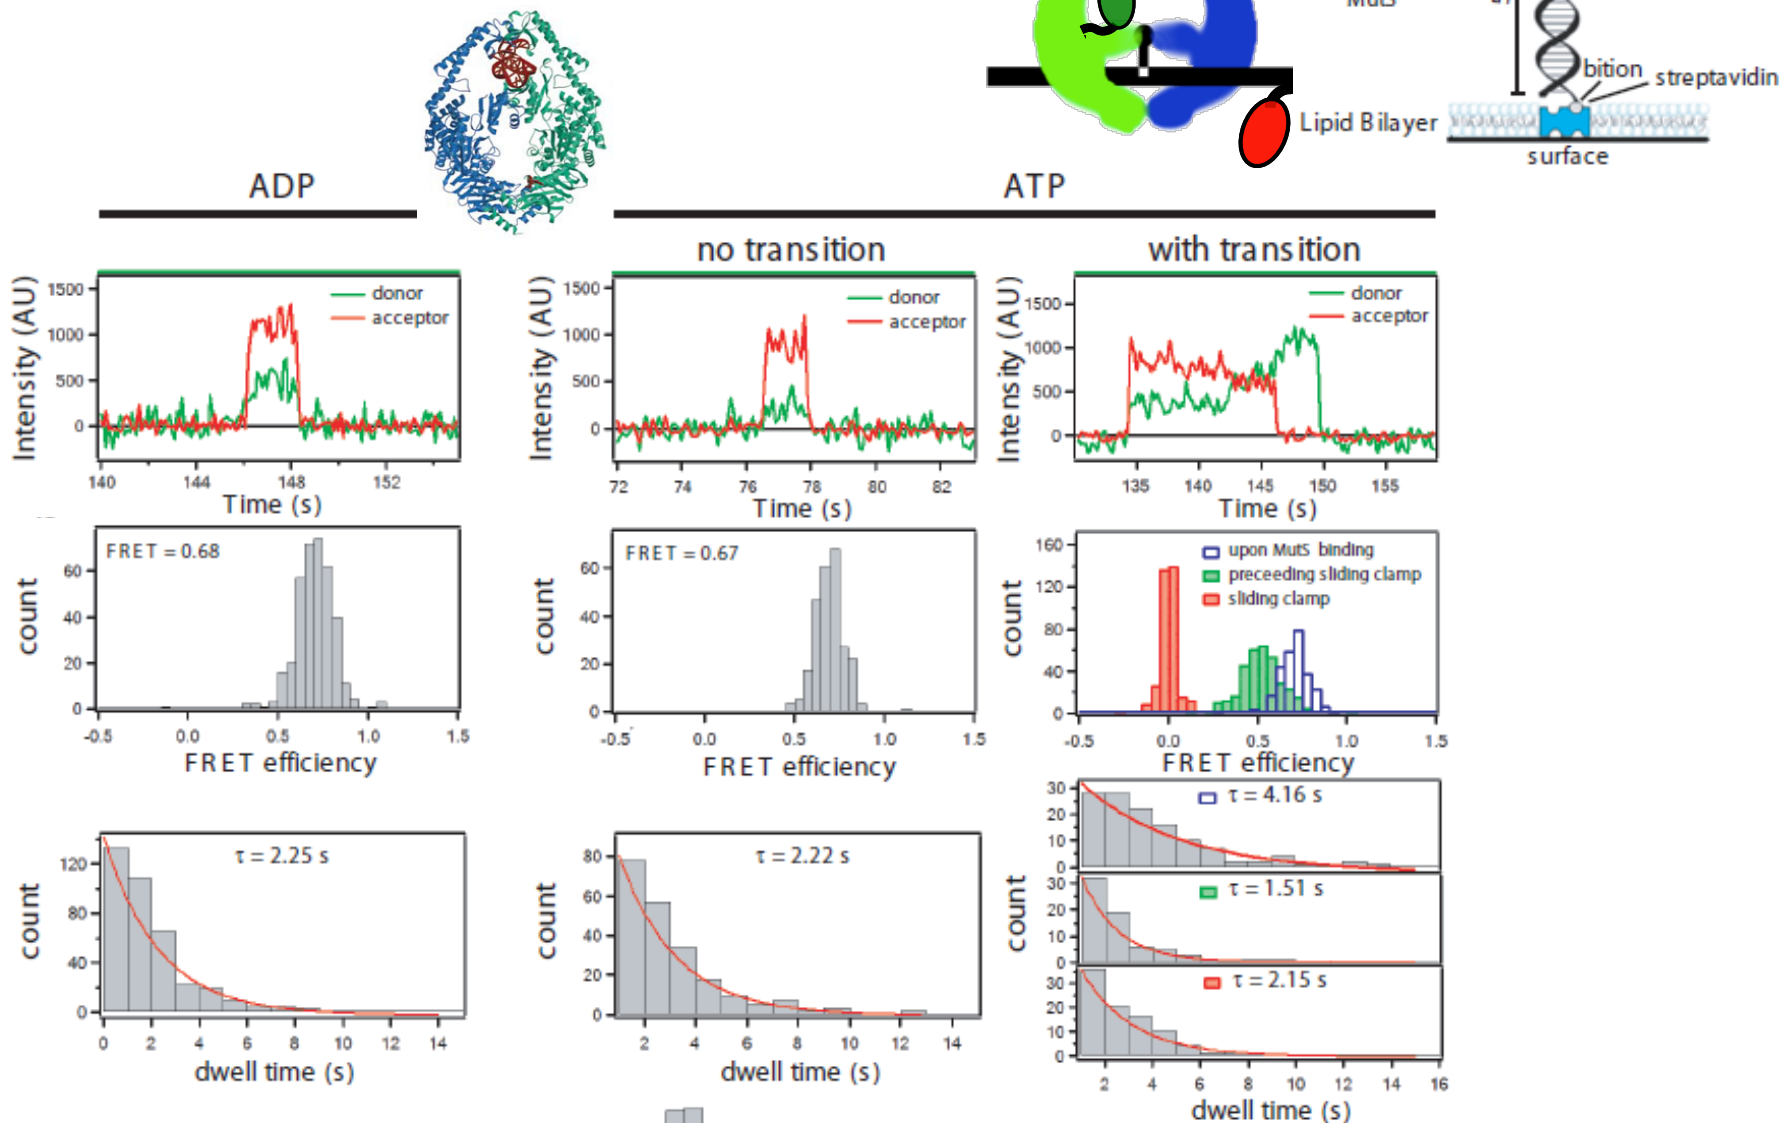 MutS
bition
streptavidin
Lipid Bilayer
surface
ADP
ATP
no transition
with transition
Intensity (AU)
1500
1000
500
0
donor
acceptor
140
144
148
152
Time (s)
Intensity (AU)
1500
1000
500
0
donor
acceptor
72
74
76
78
80
82
Time (s)
Intensity (AU)
1500
1000
500
0
donor
acceptor
135
140
145
150
155
Time (s)
count
60
40
20
0
FRET = 0.68
-0.5
0.0
0.5
1.0
1.5
FRET efficiency
count
60
40
20
0
FRET = 0.67
-0.5
0.0
0.5
1.0
1.5
FRET efficiency
count
160
120
80
40
0
upon MutS binding
preceeding sliding clamp
sliding clamp
-0.5
0.0
0.5
1.0
1.5
FRET efficiency
count
120
80
40
0
τ = 2.25 s
0
2
4
6
8
10
12
14
dwell time (s)
count
80
60
40
20
0
τ = 2.22 s
2
4
6
8
10
12
14
dwell time (s)
count
30
20
10
0
τ = 4.16 s
30
20
10
0
τ = 1.51 s
30
20
10
0
τ = 2.15 s
2
4
6
8
10
12
14
16
dwell time (s)